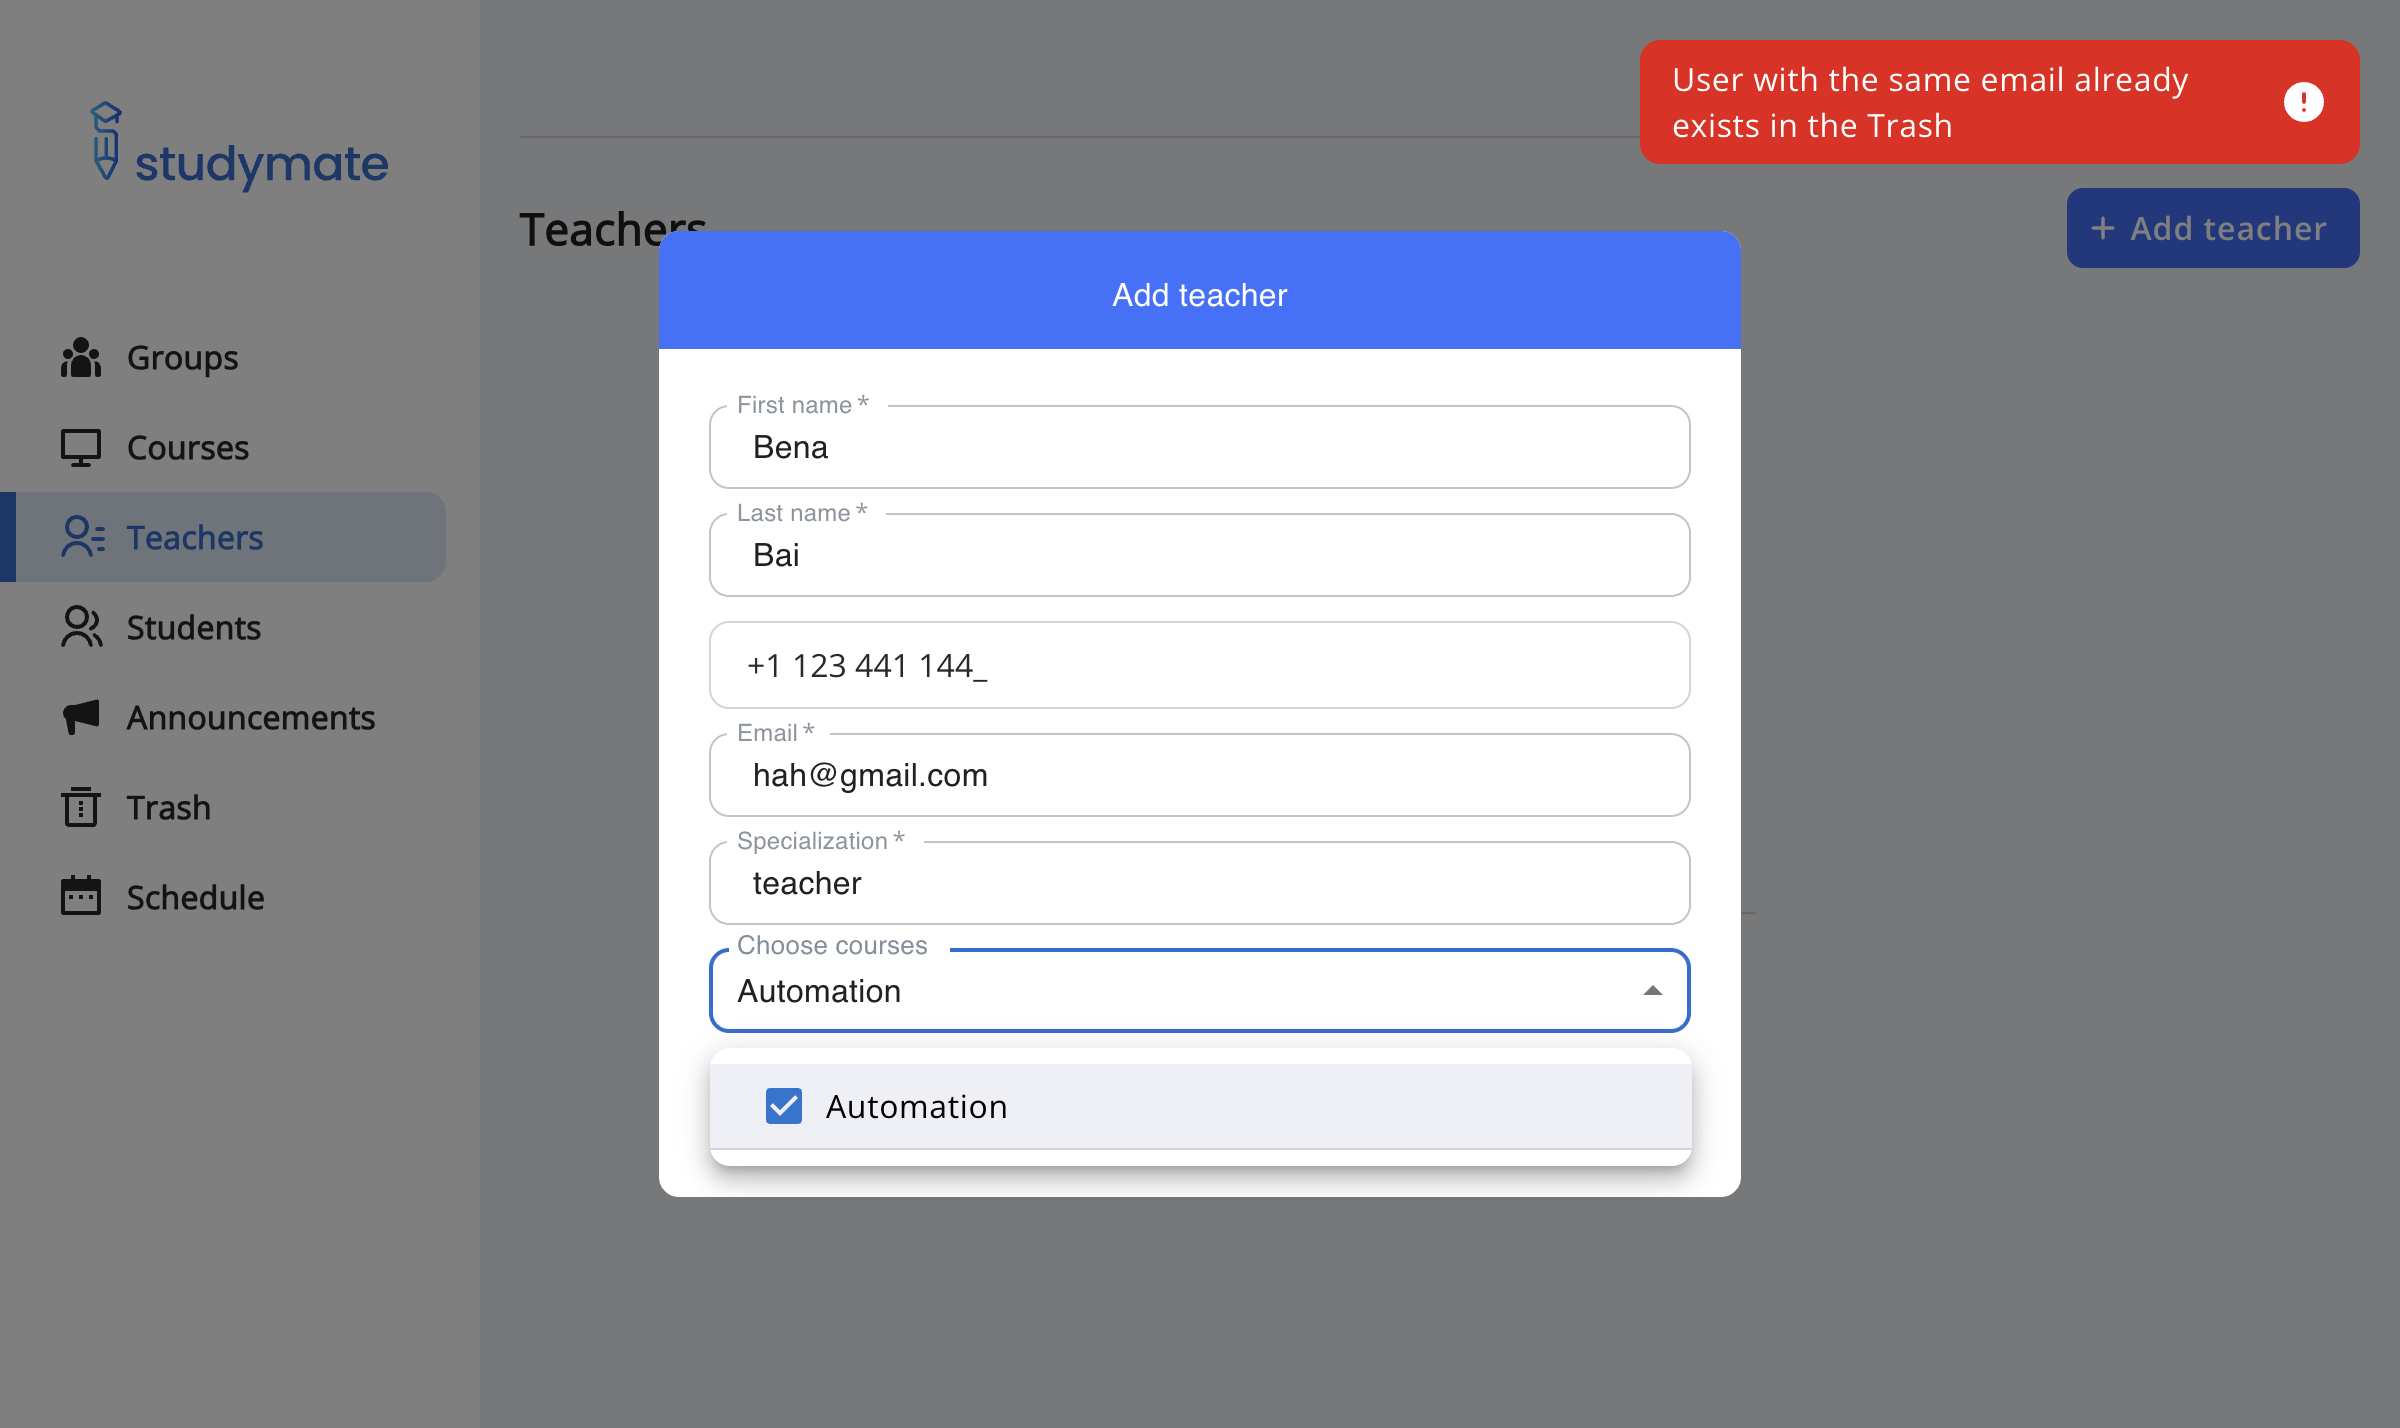 studymate
Groups
Courses
Teachers
Students
Announcements
Trash
Schedule
User with the same email already
exists in the Trash
Teachers
+ Add teacher
Add teacher
First name *
Bena
Last name *
Bai
+1 123 441 144_
Email *
hah@gmail.com
Specialization *
teacher
Choose courses
Automation
Automation